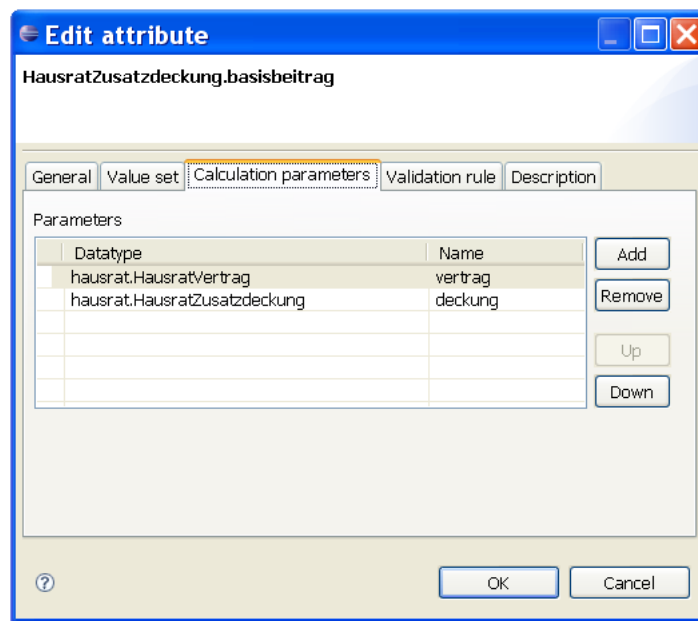 Edit attribute
HausratZusatzdeckung.basisbeitrag
General Value set Calculation parameters Validation rule Description
Parameters
Datatype Name
hausrat.HausratVertrag vertrag
hausrat.HausratZusatzdeckung deckung
Add
Remove
Up
Down
OK Cancel